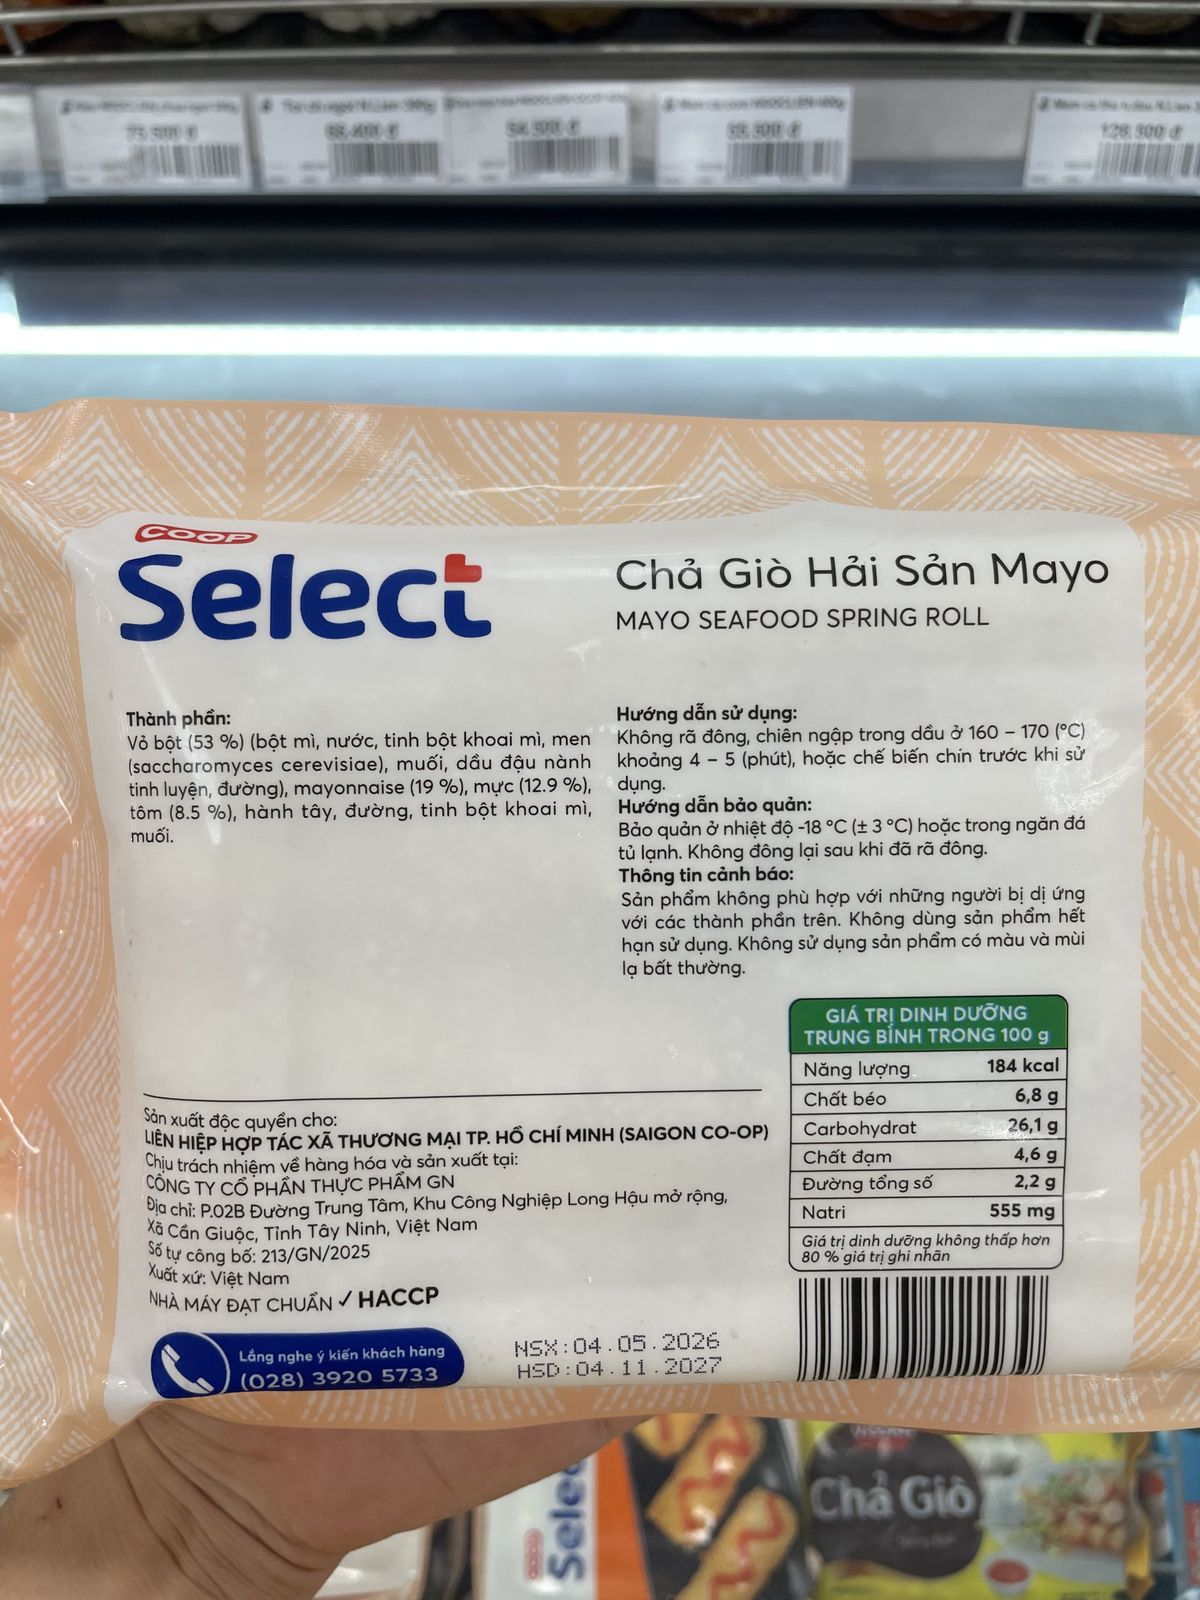 73.500 đ
54.500 đ
55.500 đ
126.500 đ
COOP
Select
Chả Giò Hải Sản Mayo
MAYO SEAFOOD SPRING ROLL
Thành phần:
Vỏ bột (53 %) (bột mì, nước, tinh bột khoai mì, men
(saccharomyces cerevisiae), muối, dầu đậu nành
tinh luyện, đường), mayonnaise (19 %), mực (12.9 %),
tôm (8.5 %), hành tây, đường, tinh bột khoai mì,
muối.
Hướng dẫn sử dụng:
Không rã đông, chiên ngập trong dầu ở 160 – 170 (°C)
khoảng 4 – 5 (phút), hoặc chế biến chín trước khi sử
dụng.
Hướng dẫn bảo quản:
Bảo quản ở nhiệt độ -18 °C (± 3 °C) hoặc trong ngăn đá
tủ lạnh. Không đông lại sau khi đã rã đông.
Thông tin cảnh báo:
Sản phẩm không phù hợp với những người bị dị ứng
với các thành phần trên. Không dùng sản phẩm hết
hạn sử dụng. Không sử dụng sản phẩm có màu và mùi
lạ bất thường.
GIÁ TRỊ DINH DƯỠNG
TRUNG BÌNH TRONG 100 g
Năng lượng 184 kcal
Chất béo 6,8 g
Carbohydrat 26,1 g
Chất đạm 4,6 g
Đường tổng số 2,2 g
Natri 555 mg
Giá trị dinh dưỡng không thấp hơn
80 % giá trị ghi nhãn
Sản xuất độc quyền cho:
LIÊN HIỆP HỢP TÁC XÃ THƯƠNG MẠI TP. HỒ CHÍ MINH (SAIGON CO-OP)
Chịu trách nhiệm về hàng hóa và sản xuất tại:
CÔNG TY CỔ PHẦN THỰC PHẨM GN
Địa chỉ: P.02B Đường Trung Tâm, Khu Công Nghiệp Long Hậu mở rộng,
Xã Cần Giuộc, Tỉnh Tây Ninh, Việt Nam
Số tự công bố: 213/GN/2025
Xuất xứ: Việt Nam
NHÀ MÁY ĐẠT CHUẨN ✓ HACCP
Lắng nghe ý kiến khách hàng
(028) 3920 5733
NSX:04.05.2026
HSD:04.11.2027
COOP
Selec
VISSAN
Chả Giò